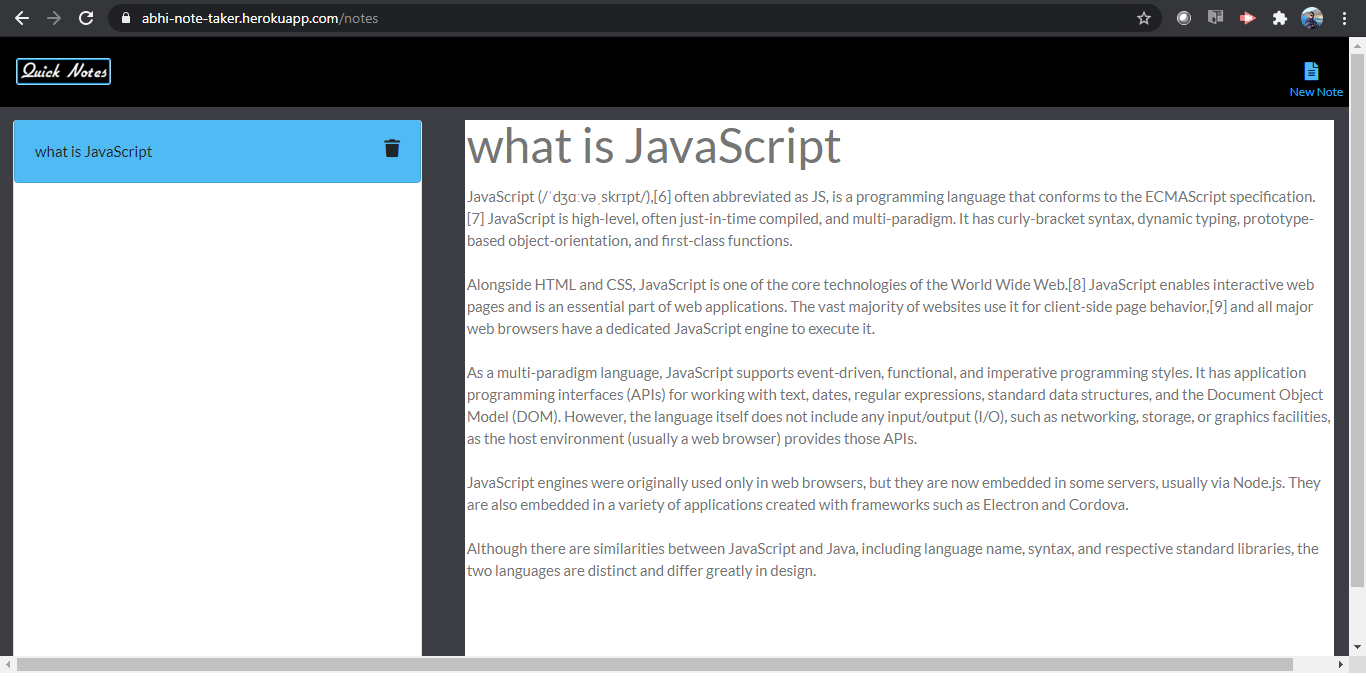 abhi-note-taker.herokuapp.com/notes
Quick Notes
New Note
what is JavaScript
what is JavaScript
JavaScript (/ˈdʒɑːvəˌskrɪpt/),[6] often abbreviated as JS, is a programming language that conforms to the ECMAScript specification.
[7] JavaScript is high-level, often just-in-time compiled, and multi-paradigm. It has curly-bracket syntax, dynamic typing, prototype-
based object-orientation, and first-class functions.
Alongside HTML and CSS, JavaScript is one of the core technologies of the World Wide Web.[8] JavaScript enables interactive web
pages and is an essential part of web applications. The vast majority of websites use it for client-side page behavior,[9] and all major
web browsers have a dedicated JavaScript engine to execute it.
As a multi-paradigm language, JavaScript supports event-driven, functional, and imperative programming styles. It has application
programming interfaces (APIs) for working with text, dates, regular expressions, standard data structures, and the Document Object
Model (DOM). However, the language itself does not include any input/output (I/O), such as networking, storage, or graphics facilities,
as the host environment (usually a web browser) provides those APIs.
JavaScript engines were originally used only in web browsers, but they are now embedded in some servers, usually via Node.js. They
are also embedded in a variety of applications created with frameworks such as Electron and Cordova.
Although there are similarities between JavaScript and Java, including language name, syntax, and respective standard libraries, the
two languages are distinct and differ greatly in design.